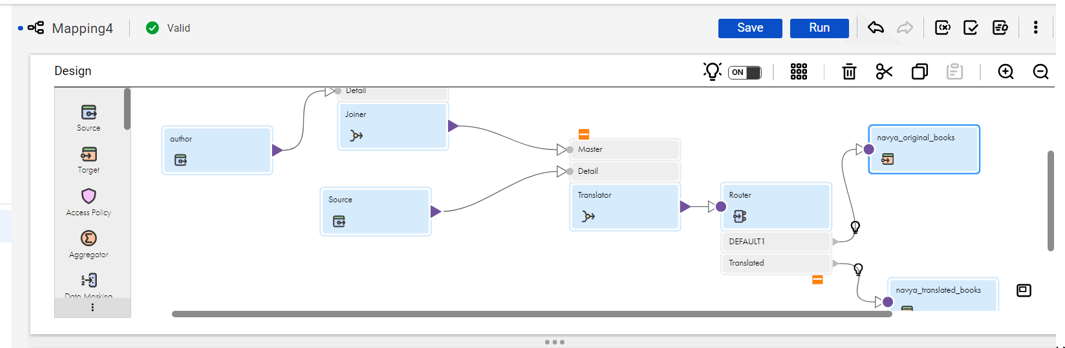 Mapping4
Valid
Save
Run
Design
ON
Source
Target
Access Policy
Aggregator
Data Masking
author
Detail
Joiner
Source
Master
Detail
Translator
Router
DEFAULT1
Translated
navya_original_books
navya_translated_books